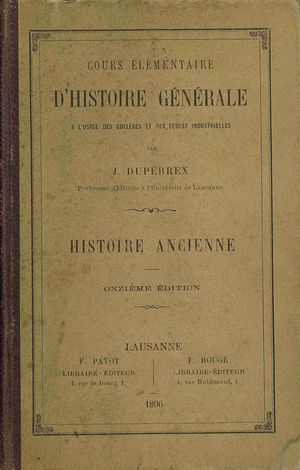 COURS ÉLÉMENTAIRE
D'HISTOIRE GÉNÉRALE
A L'USAGE DES COLLÈGES ET DES ÉCOLES INDUSTRIELLES
PAR
J. DUPERREX
Professeur d'histoire à l'Université de Lausanne
HISTOIRE ANCIENNE
ONZIÈME ÉDITION
LAUSANNE
F. PAYOT F. ROUGE
LIBRAIRE-ÉDITEUR LIBRAIRE-ÉDITEUR
1, rue de Bourg, 1. 4, rue Haldimand, 4.
1896